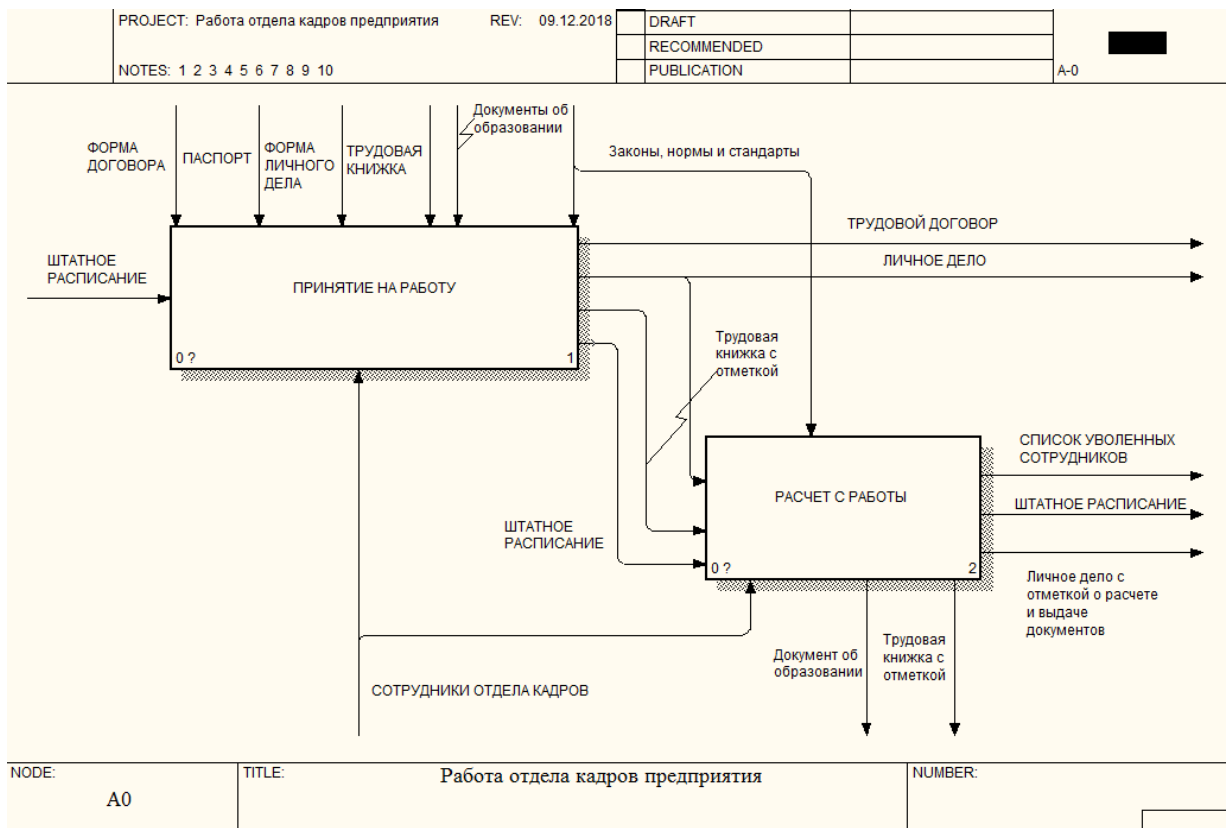 PROJECT: Работа отдела кадров предприятия
REV: 09.12.2018
DRAFT
RECOMMENDED
NOTES: 1 2 3 4 5 6 7 8 9 10
PUBLICATION
A-0
ФОРМА
ДОГОВОРА
ПАСПОРТ
ФОРМА
ЛИЧНОГО
ДЕЛА
ТРУДОВАЯ
КНИЖКА
Документы об
образовании
Законы, нормы и стандарты
ШТАТНОЕ
РАСПИСАНИЕ
ПРИНЯТИЕ НА РАБОТУ
0 ?
1
ТРУДОВОЙ ДОГОВОР
ЛИЧНОЕ ДЕЛО
Трудовая
книжка с
отметкой
ШТАТНОЕ
РАСПИСАНИЕ
РАСЧЕТ С РАБОТЫ
0 ?
2
СПИСОК УВОЛЕННЫХ
СОТРУДНИКОВ
ШТАТНОЕ РАСПИСАНИЕ
Личное дело с
отметкой о расчете
и выдаче
документов
Документ об
образовании
Трудовая
книжка с
отметкой
СОТРУДНИКИ ОТДЕЛА КАДРОВ
NODE:
A0
TITLE:
Работа отдела кадров предприятия
NUMBER: